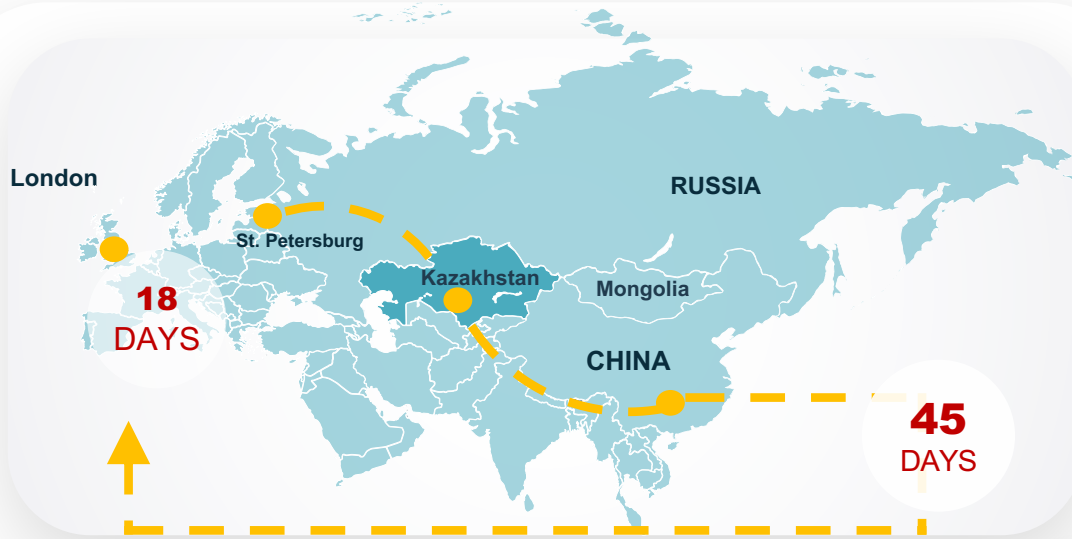 London
RUSSIA
St. Petersburg
Kazakhstan
Mongolia
18
DAYS
CHINA
45
DAYS